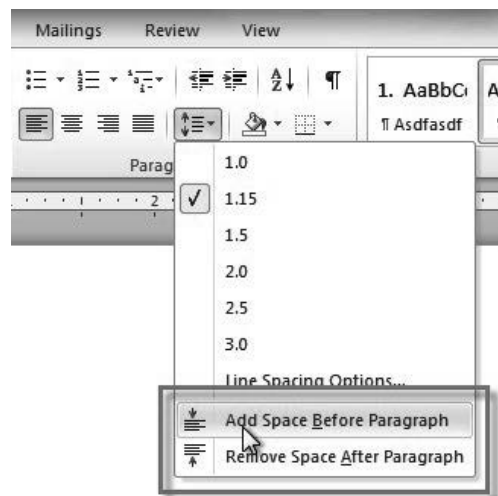 Mailings Review View
1. AaBbC
¶ Asdfasdf
Parag
2
1.0
1.15
1.5
2.0
2.5
3.0
Line Spacing Options...
Add Space Before Paragraph
Remove Space After Paragraph